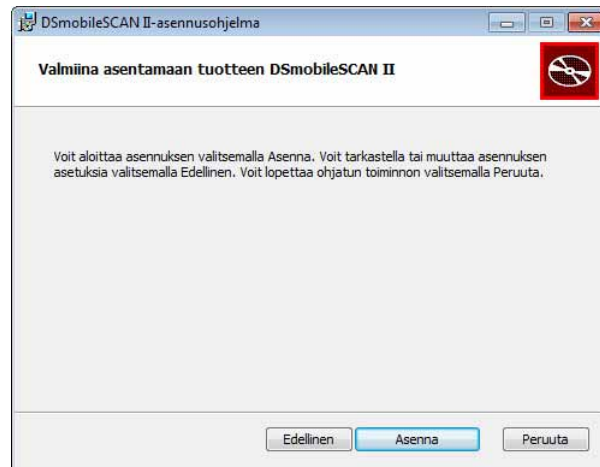 DSmobileSCAN II-asennusohjelma
Valmiina asentamaan tuotteen DSmobileSCAN II
Voit aloittaa asennuksen valitsemalla Asenna. Voit tarkastella tai muuttaa asennuksen
asetuksia valitsemalla Edellinen. Voit lopettaa ohjatun toiminnon valitsemalla Peruuta.
Edellinen Asenna Peruuta